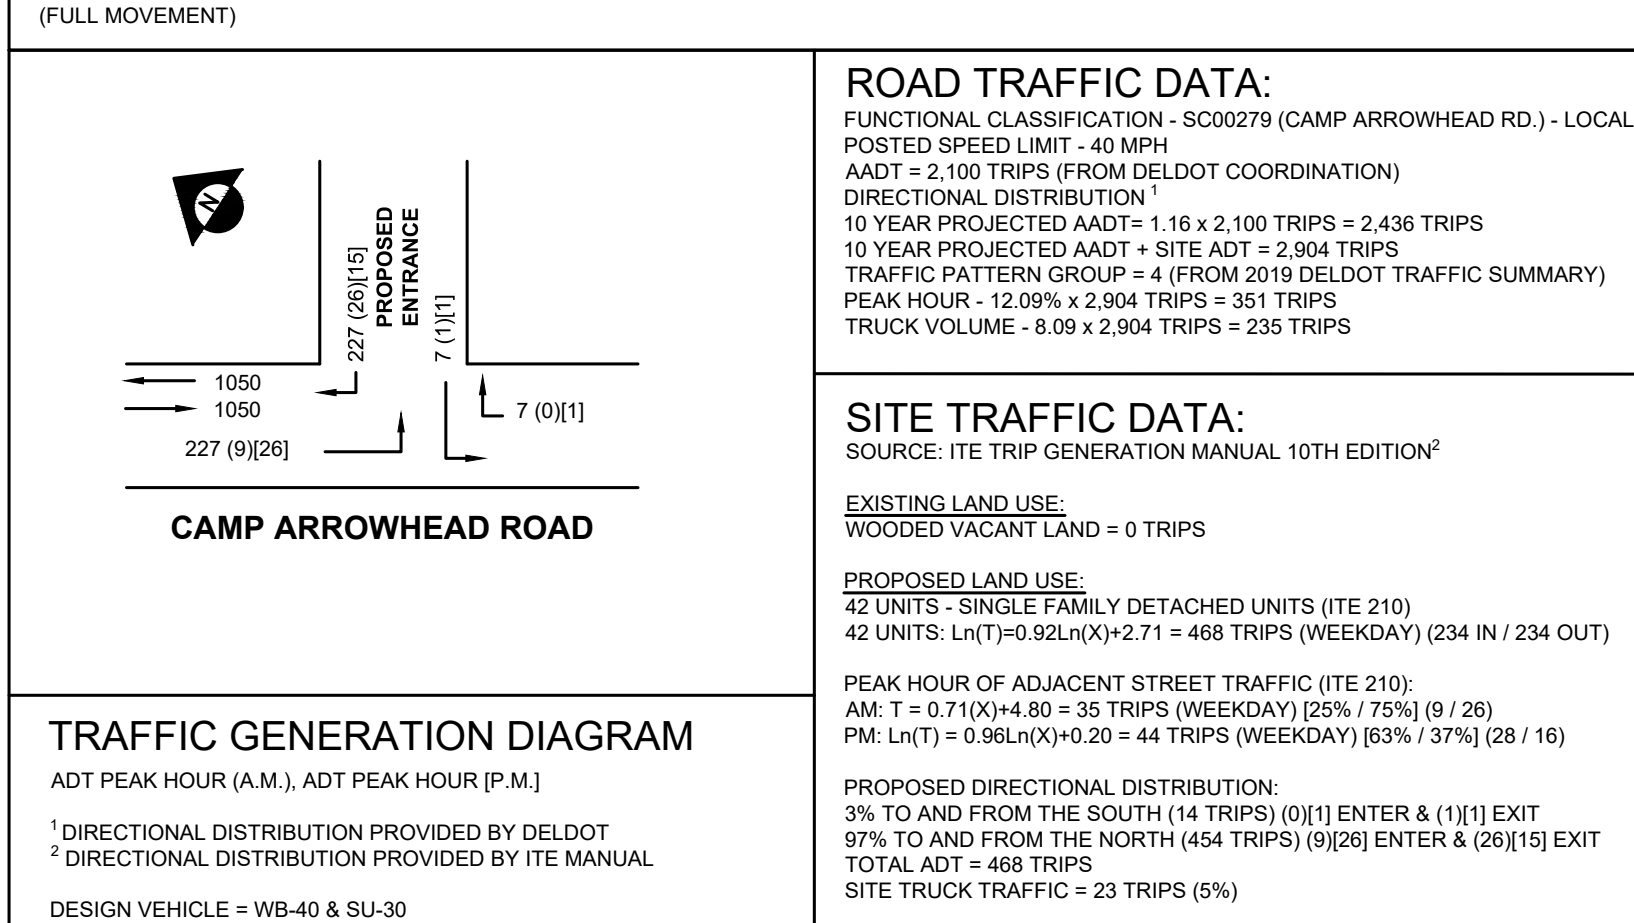 (FULL MOVEMENT)
N
227 (26)[15]
PROPOSED
ENTRANCE
7 (1)[1]
1050
1050
7 (0)[1]
227 (9)[26]
CAMP ARROWHEAD ROAD
TRAFFIC GENERATION DIAGRAM
ADT PEAK HOUR (A.M.), ADT PEAK HOUR [P.M.]
1 DIRECTIONAL DISTRIBUTION PROVIDED BY DELDOT
2 DIRECTIONAL DISTRIBUTION PROVIDED BY ITE MANUAL
DESIGN VEHICLE = WB-40 & SU-30
ROAD TRAFFIC DATA:
FUNCTIONAL CLASSIFICATION - SC00279 (CAMP ARROWHEAD RD.) - LOCAL
POSTED SPEED LIMIT - 40 MPH
AADT = 2,100 TRIPS (FROM DELDOT COORDINATION)
DIRECTIONAL DISTRIBUTION 1
10 YEAR PROJECTED AADT= 1.16 x 2,100 TRIPS = 2,436 TRIPS
10 YEAR PROJECTED AADT + SITE ADT = 2,904 TRIPS
TRAFFIC PATTERN GROUP = 4 (FROM 2019 DELDOT TRAFFIC SUMMARY)
PEAK HOUR - 12.09% x 2,904 TRIPS = 351 TRIPS
TRUCK VOLUME - 8.09 x 2,904 TRIPS = 235 TRIPS
SITE TRAFFIC DATA:
SOURCE: ITE TRIP GENERATION MANUAL 10TH EDITION2
EXISTING LAND USE:
WOODED VACANT LAND = 0 TRIPS
PROPOSED LAND USE:
42 UNITS - SINGLE FAMILY DETACHED UNITS (ITE 210)
42 UNITS: Ln(T)=0.92Ln(X)+2.71 = 468 TRIPS (WEEKDAY) (234 IN / 234 OUT)
PEAK HOUR OF ADJACENT STREET TRAFFIC (ITE 210):
AM: T = 0.71(X)+4.80 = 35 TRIPS (WEEKDAY) [25% / 75%] (9 / 26)
PM: Ln(T) = 0.96Ln(X)+0.20 = 44 TRIPS (WEEKDAY) [63% / 37%] (28 / 16)
PROPOSED DIRECTIONAL DISTRIBUTION:
3% TO AND FROM THE SOUTH (14 TRIPS) (0)[1] ENTER & (1)[1] EXIT
97% TO AND FROM THE NORTH (454 TRIPS) (9)[26] ENTER & (26)[15] EXIT
TOTAL ADT = 468 TRIPS
SITE TRUCK TRAFFIC = 23 TRIPS (5%)